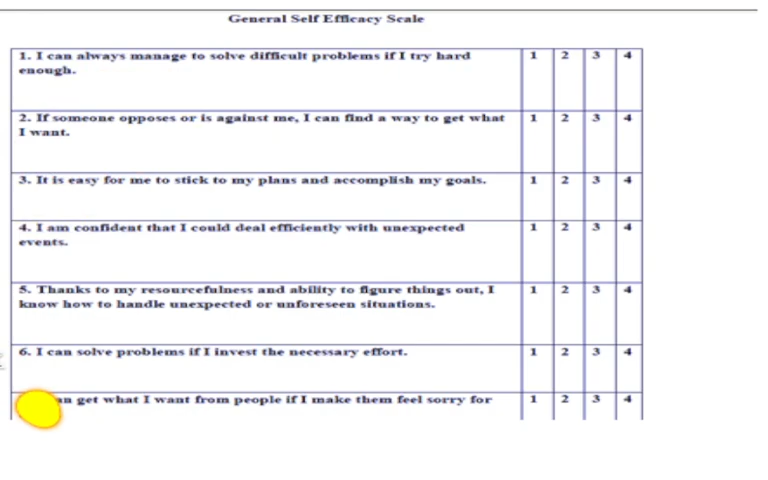 General Self Efficacy Scale
1. I can always manage to solve difficult problems if I try hard 1 2 3 4
enough.
2. If someone opposes or is against me, I can find a way to get what 1 2 3 4
I want.
3. It is easy for me to stick to my plans and accomplish my goals. 1 2 3 4
4. I am confident that I could deal efficiently with unexpected 1 2 3 4
events.
5. Thanks to my resourcefulness and ability to figure things out, I 1 2 3 4
know how to handle unexpected or unforeseen situations.
6. I can solve problems if I invest the necessary effort. 1 2 3 4
get what I want from people if I make them feel sorry for 1 2 3 4